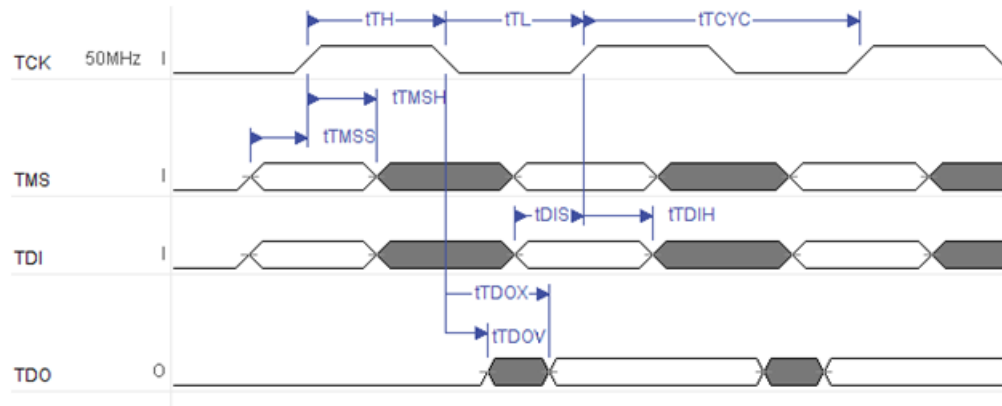 tTH tTL tTCYC
TCK 50MHz I
tTMSH
tTMSS
TMS I
tDIS tTDIH
TDI I
tTDOX
tTDOV
TDO O